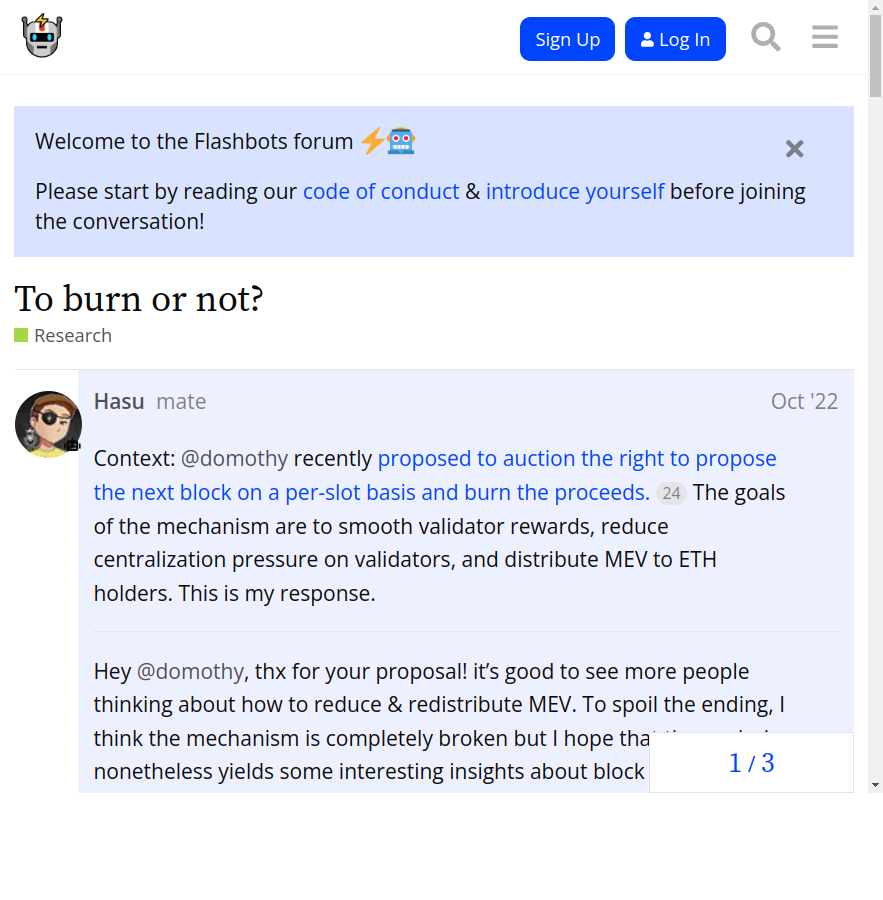 Sign Up
Log In
Welcome to the Flashbots forum
Please start by reading our code of conduct & introduce yourself before joining
the conversation!
To burn or not?
Research
Hasu mate Oct '22
Context: @domothy recently proposed to auction the right to propose
the next block on a per-slot basis and burn the proceeds. 24 The goals
of the mechanism are to smooth validator rewards, reduce
centralization pressure on validators, and distribute MEV to ETH
holders. This is my response.
Hey @domothy, thx for your proposal! it’s good to see more people
thinking about how to reduce & redistribute MEV. To spoil the ending, I
think the mechanism is completely broken but I hope that
nonetheless yields some interesting insights about block
1 / 3